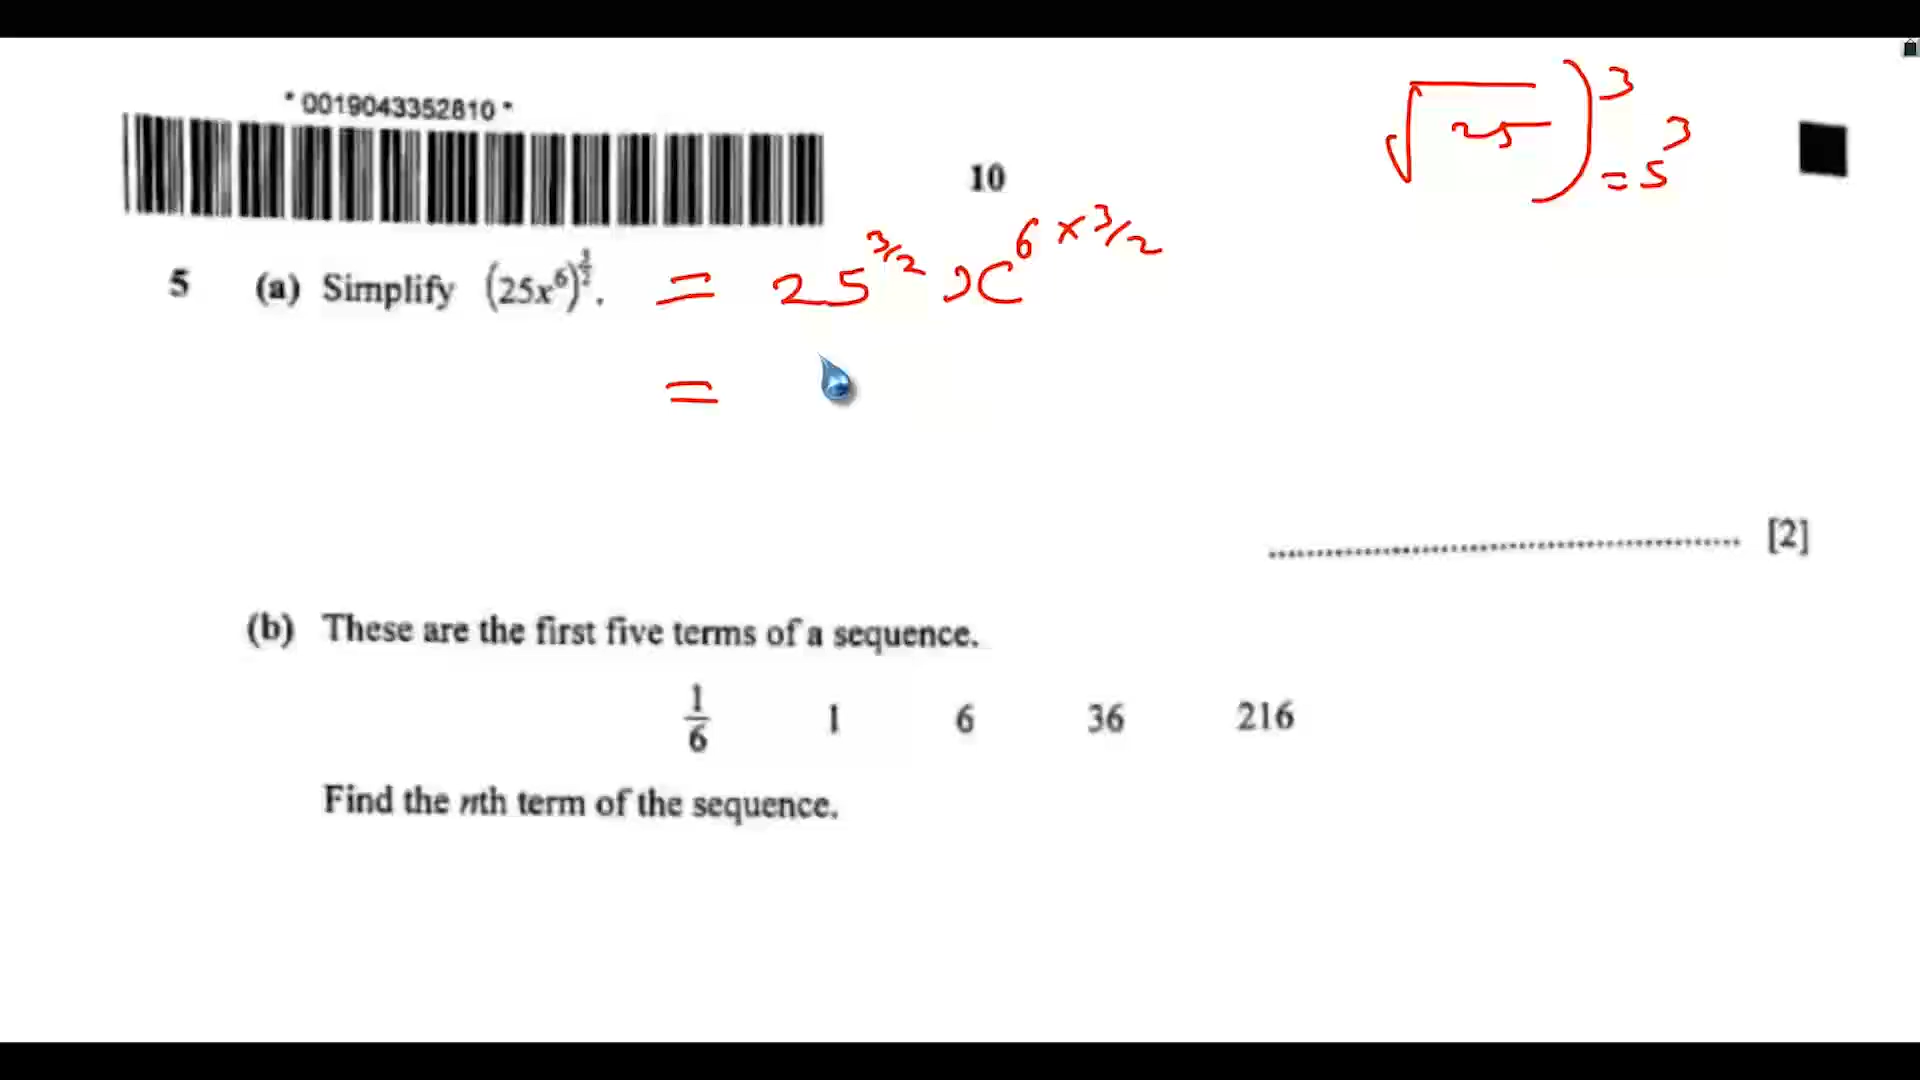 *0019043352810*
10
√25)³
= 5³
5 (a) Simplify (25x⁶)^(3/2). = 25^(3/2) x^(6 × 3/2)
=
[2]
(b) These are the first five terms of a sequence.
1/6 1 6 36 216
Find the nth term of the sequence.